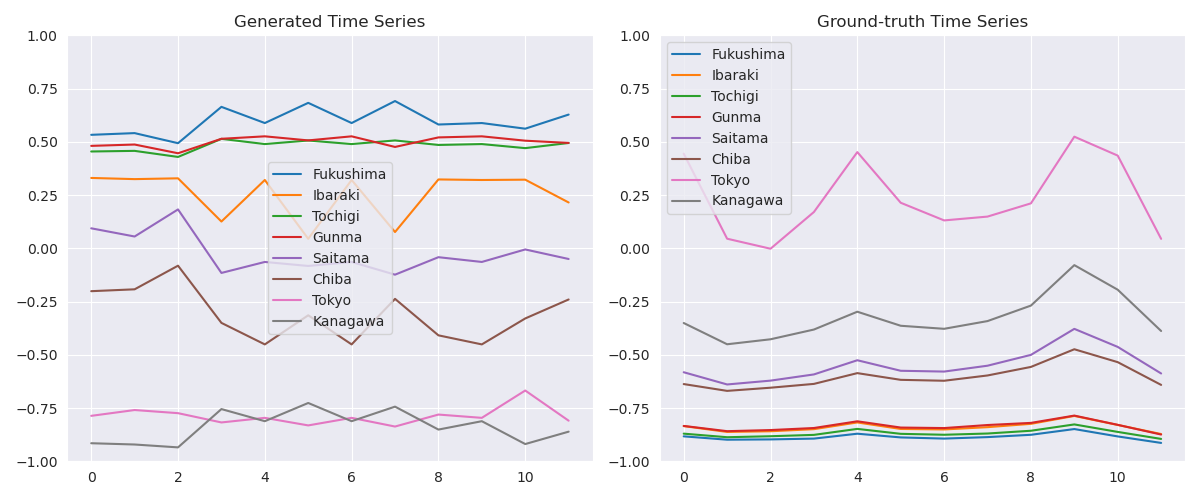 Generated Time Series
1.00
0.75
0.50
0.25
0.00
−0.25
−0.50
−0.75
−1.00
0 2 4 6 8 10
Fukushima
Ibaraki
Tochigi
Gunma
Saitama
Chiba
Tokyo
Kanagawa
Ground-truth Time Series
1.00
0.75
0.50
0.25
0.00
−0.25
−0.50
−0.75
−1.00
0 2 4 6 8 10
Fukushima
Ibaraki
Tochigi
Gunma
Saitama
Chiba
Tokyo
Kanagawa